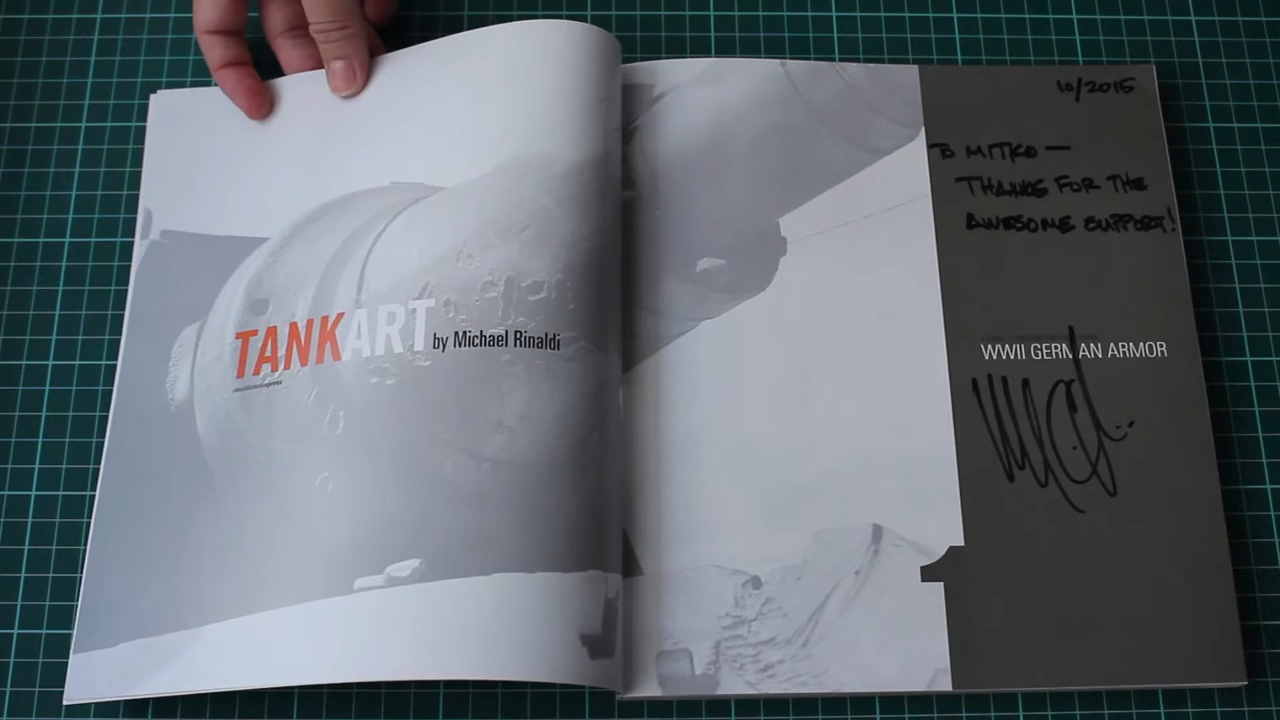 TANKART by Michael Rinaldi
10/2015
To MITKO —
THANKS FOR THE
AWESOME SUPPORT!
WWII GERMAN ARMOR